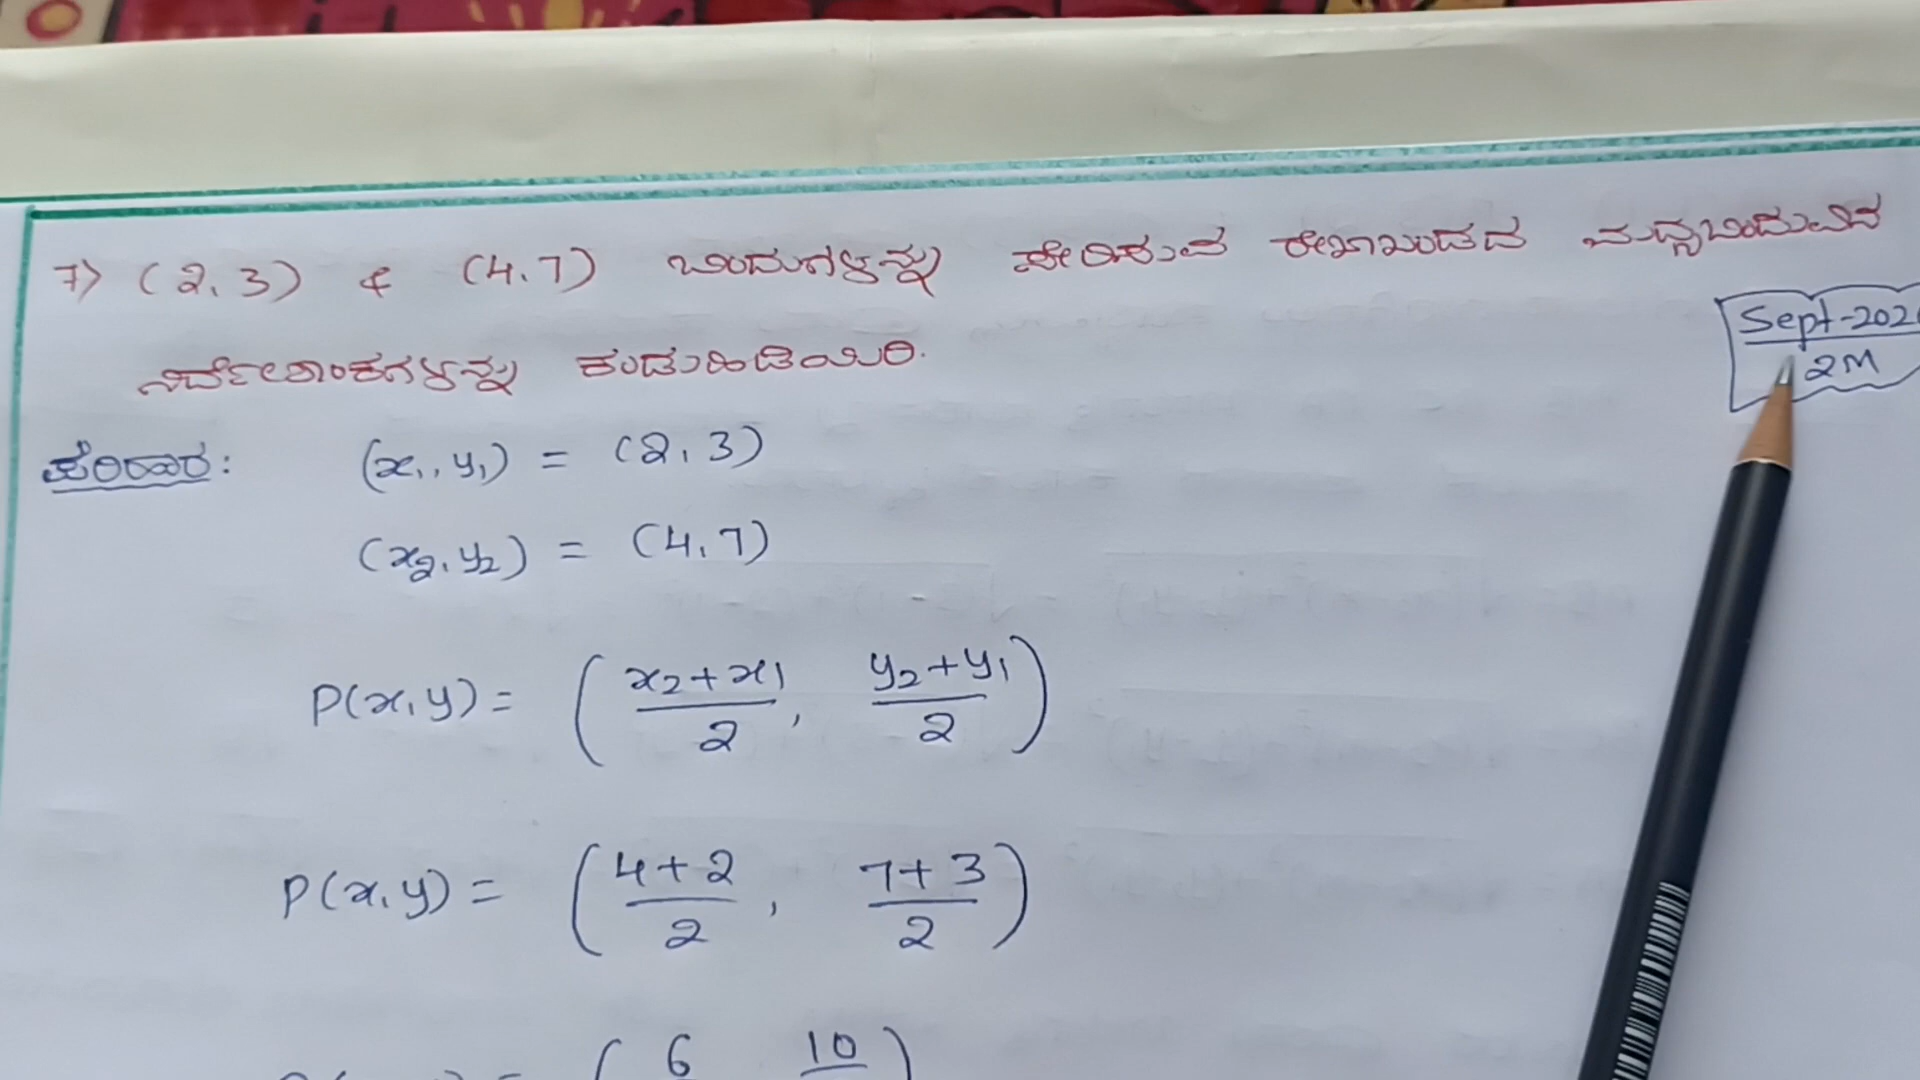 7) (2,3) & (4,7) ಬಿಂದುಗಳನ್ನು ಸೇರಿಸುವ ರೇಖಾಖಂಡದ ಮಧ್ಯಬಿಂದುವಿನ
ನಿರ್ದೇಶಾಂಕಗಳನ್ನು ಕಂಡುಹಿಡಿಯಿರಿ.
Sept-202
2M
ಪರಿಹಾರ: (x₁, y₁) = (2, 3)
(x₂, y₂) = (4, 7)
P(x, y) = ( (x₂+x₁)/2 , (y₂+y₁)/2 )
P(x, y) = ( (4+2)/2 , (7+3)/2 )
( 6 10 )